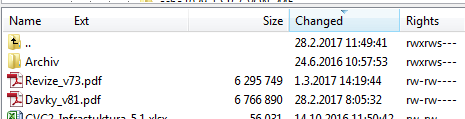 Name Ext Size Changed Rights
.. 28.2.2017 11:49:41 rwxrws---
Archiv 24.6.2016 10:57:53 rwxrws---
Revize_v73.pdf 6 295 749 1.3.2017 14:19:44 rw-rw----
Davky_v81.pdf 6 766 890 28.2.2017 8:05:32 rw-rw----
CVC2_Infrastuktura_5.1.xlsx 56 031 14.10.2016 11:50:42 rw-rw----